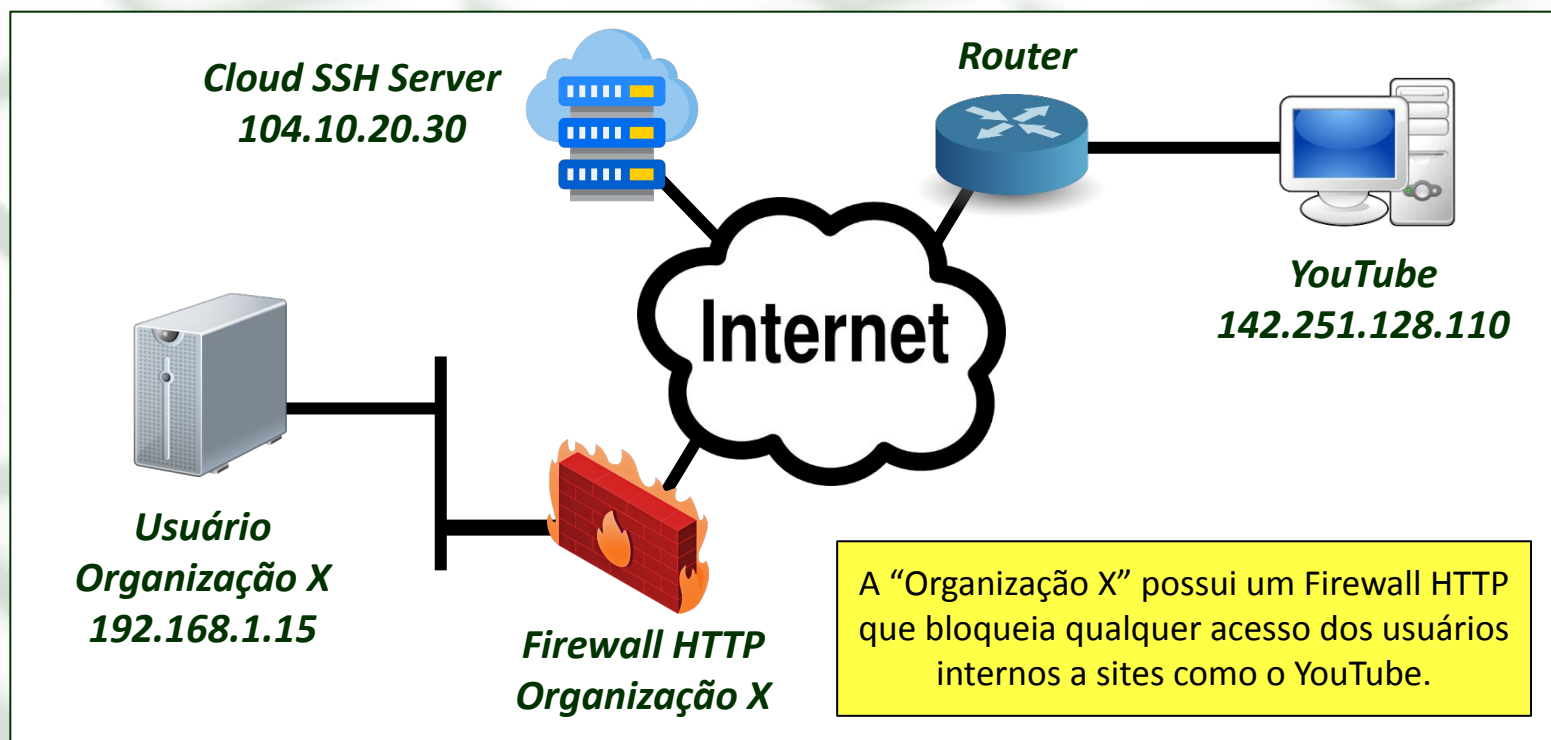 Cloud SSH Server
104.10.20.30
Router
YouTube
142.251.128.110
Internet
Usuário
Organização X
192.168.1.15
Firewall HTTP
Organização X
A “Organização X” possui um Firewall HTTP
que bloqueia qualquer acesso dos usuários
internos a sites como o YouTube.